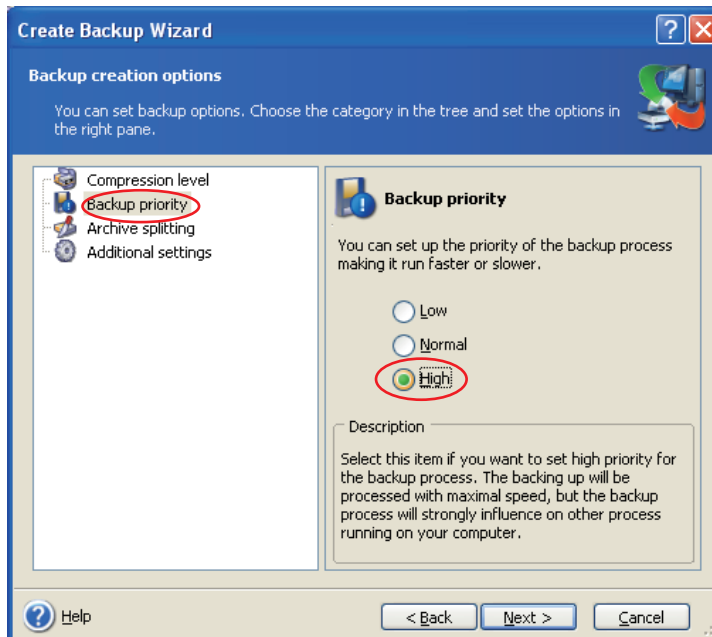 Create Backup Wizard
?
Backup creation options
You can set backup options. Choose the category in the tree and set the options in
the right pane.
Compression level
Backup priority
Archive splitting
Additional settings
Backup priority
You can set up the priority of the backup process
making it run faster or slower.
Low
Normal
High
Description
Select this item if you want to set high priority for
the backup process. The backing up will be
processed with maximal speed, but the backup
process will strongly influence on other process
running on your computer.
? Help
< Back
Next >
Cancel